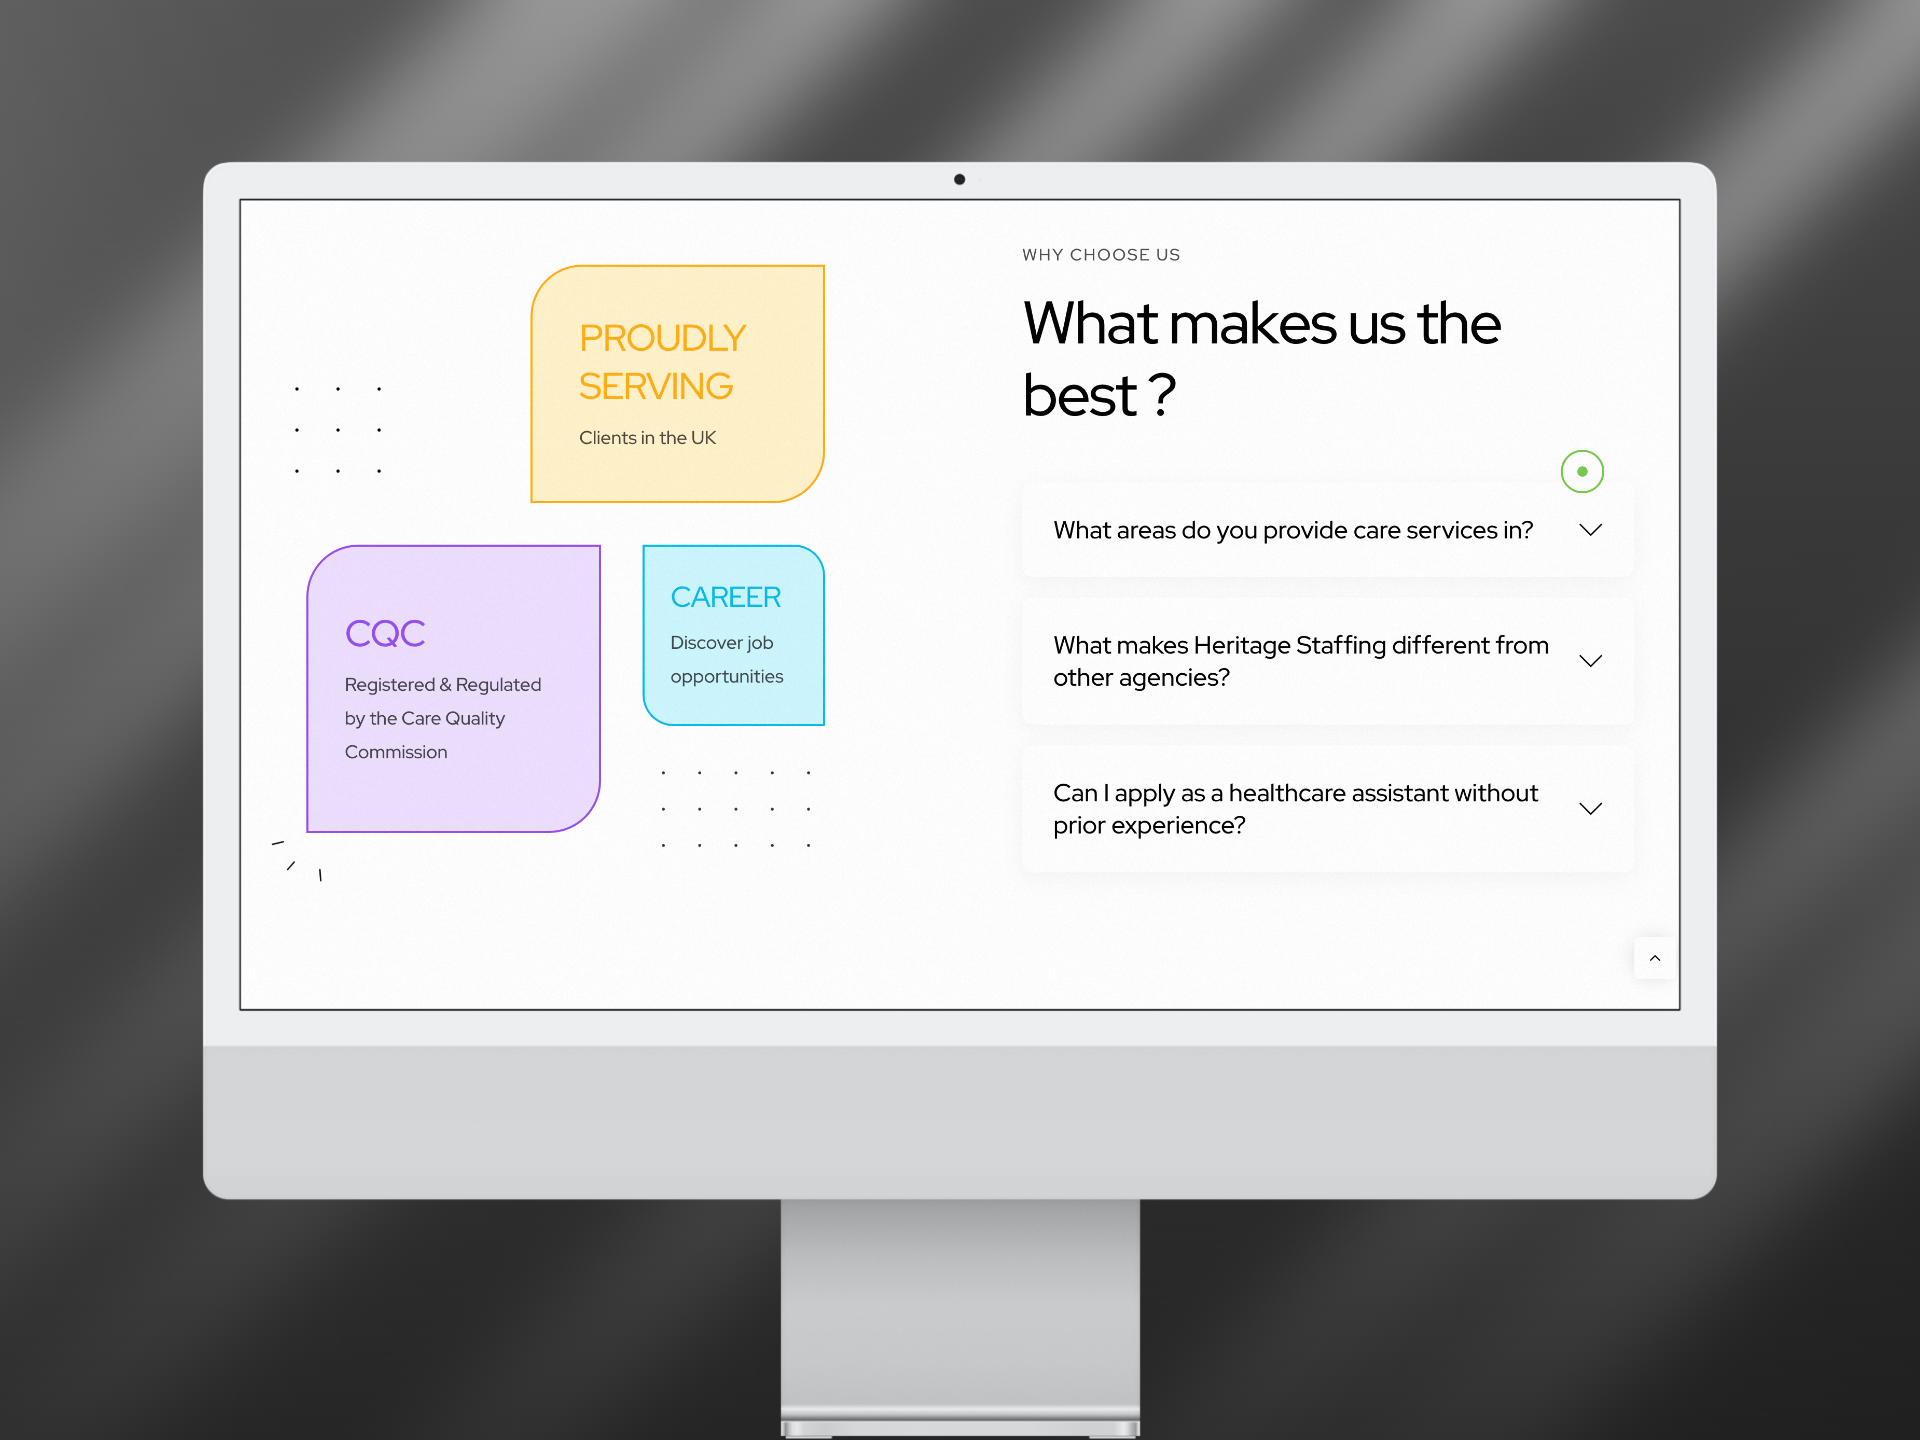 PROUDLY
SERVING
Clients in the UK
CQC
Registered & Regulated
by the Care Quality
Commission
CAREER
Discover job
opportunities
WHY CHOOSE US
What makes us the
best ?
What areas do you provide care services in?
What makes Heritage Staffing different from
other agencies?
Can I apply as a healthcare assistant without
prior experience?